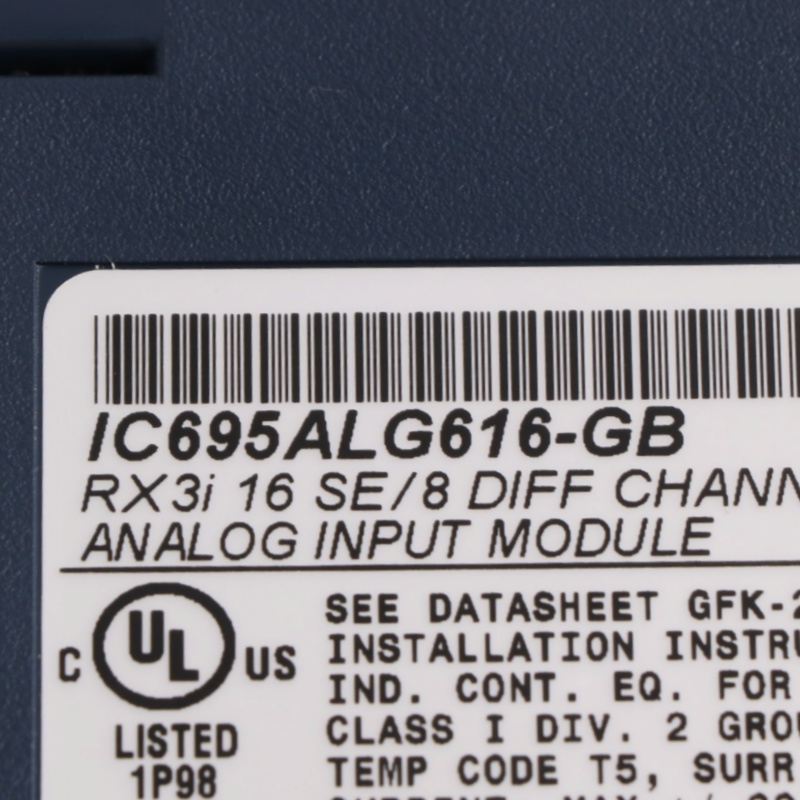 IC695ALG616-GB
RX3i 16 SE/8 DIFF
ANALOG INPUT MODULE
C UL US
LISTED
1P98
SEE DATASHEET GFK-2
INSTALLATION INSTRU
IND. CONT. EQ. FOR
CLASS I DIV. 2 GROU
TEMP CODE T5, SURR